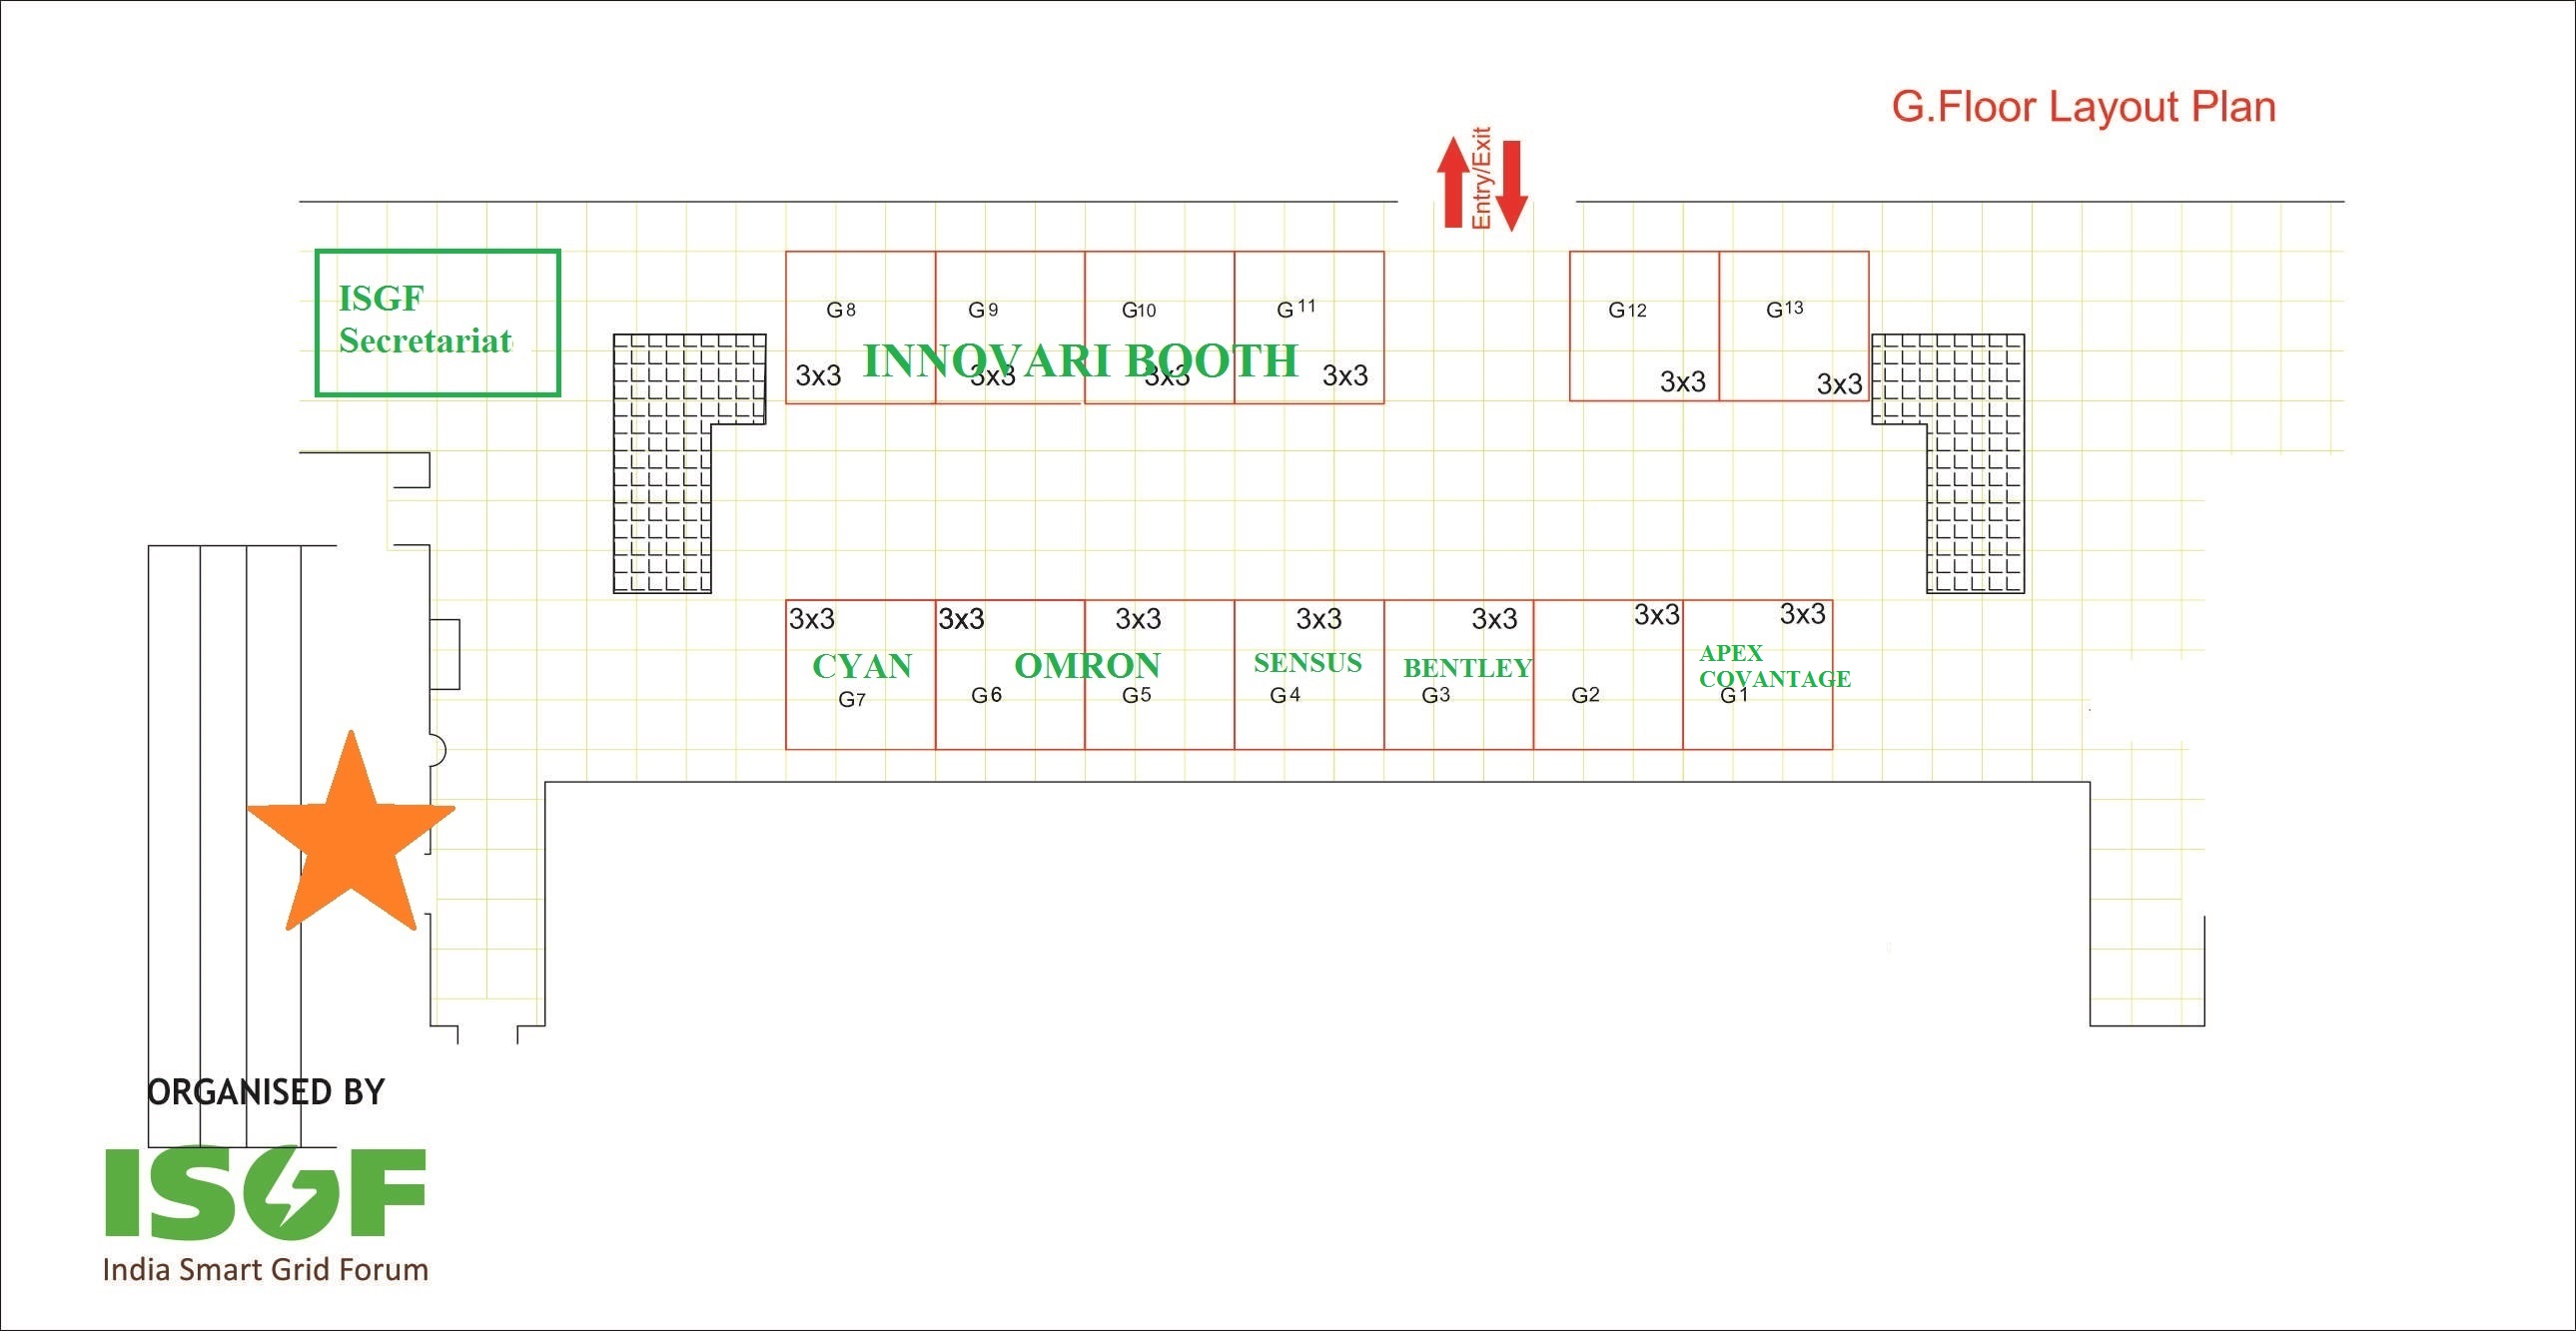 G.Floor Layout Plan
Entry/Exit
ISGF
Secretariat
G8
G9
G10
G11
G12
G13
INNOVARI BOOTH
3x3
3x3
3x3
3x3
3x3
3x3
3x3
3x3
3x3
3x3
3x3
3x3
3x3
CYAN
OMRON
SENSUS
BENTLEY
APEX
COVANTAGE
G7
G6
G5
G4
G3
G2
G1
ORGANISED BY
ISGF
India Smart Grid Forum